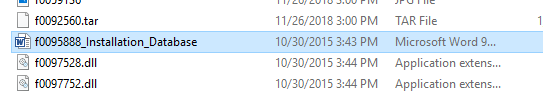 f0092560.tar 11/26/2018 3:00 PM TAR File 1
f0095888_Installation_Database 10/30/2015 3:43 PM Microsoft Word 9...
f0097528.dll 10/30/2015 3:44 PM Application extens...
f0097752.dll 10/30/2015 3:44 PM Application extens...